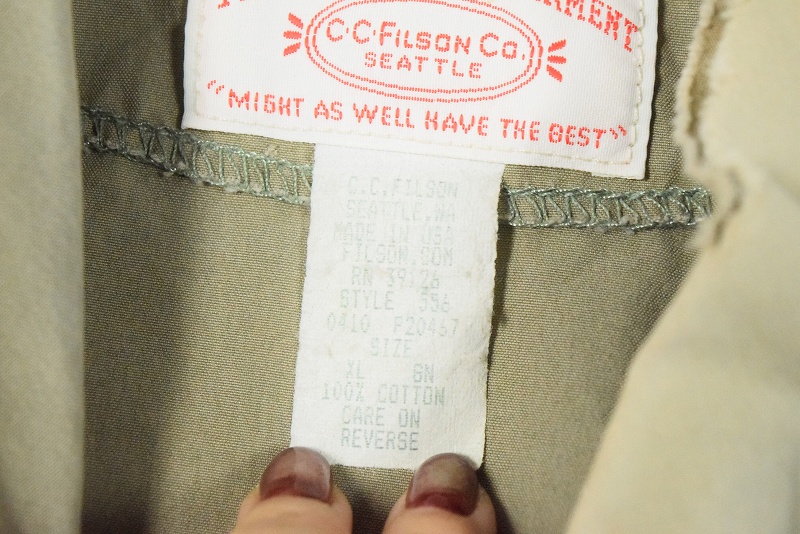 C.C.FILSON CO.
SEATTLE
"MIGHT AS WELL HAVE THE BEST"
C.C.FILSON
SEATTLE,WA
MADE IN USA
FILSON.COM
RN 39126
STYLE 556
0410 F20467
SIZE
XL GN
100% COTTON
CARE ON
REVERSE